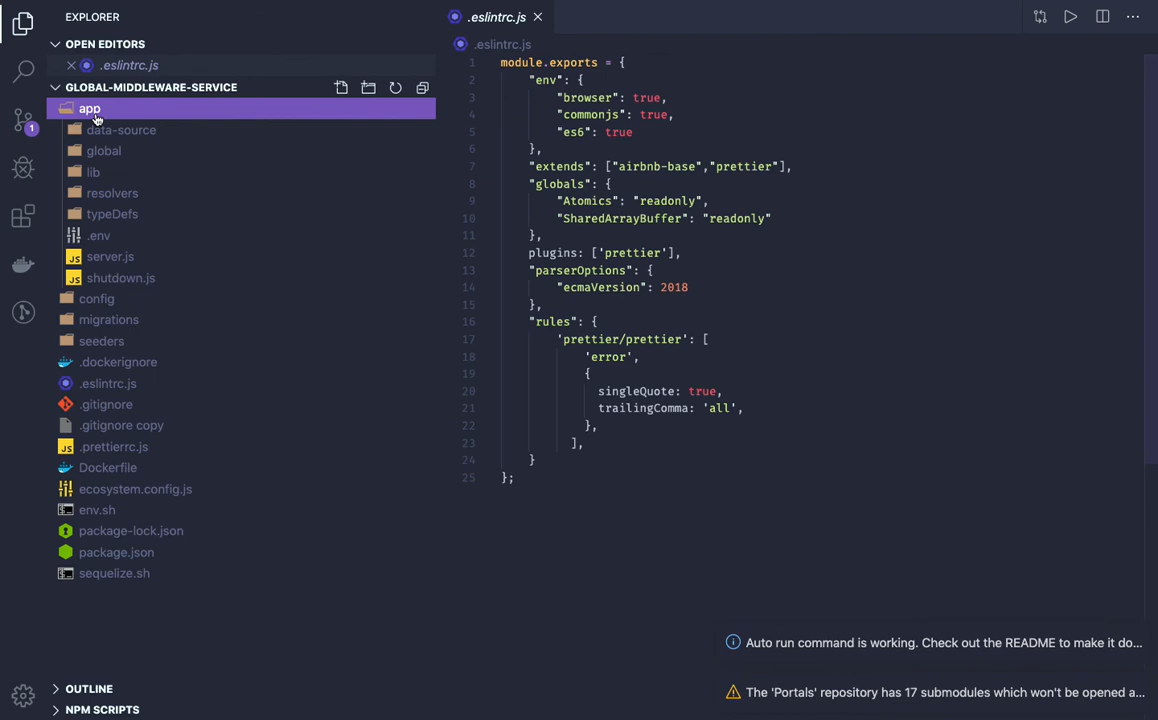 EXPLORER
OPEN EDITORS
.eslintrc.js
GLOBAL-MIDDLEWARE-SERVICE
app
data-source
global
lib
resolvers
typeDefs
.env
JS server.js
JS shutdown.js
config
migrations
seeders
.dockerignore
.eslintrc.js
.gitignore
.gitignore copy
JS .prettierrc.js
Dockerfile
ecosystem.config.js
env.sh
package-lock.json
package.json
sequelize.sh
OUTLINE
NPM SCRIPTS
1
.eslintrc.js
.eslintrc.js
1 module.exports = {
2 "env": {
3 "browser": true,
4 "commonjs": true,
5 "es6": true
6 },
7 "extends": ["airbnb-base","prettier"],
8 "globals": {
9 "Atomics": "readonly",
10 "SharedArrayBuffer": "readonly"
11 },
12 plugins: ['prettier'],
13 "parserOptions": {
14 "ecmaVersion": 2018
15 },
16 "rules": {
17 'prettier/prettier': [
18 'error',
19 {
20 singleQuote: true,
21 trailingComma: 'all',
22 },
23 ],
24 }
25 };
Auto run command is working. Check out the README to make it do...
The 'Portals' repository has 17 submodules which won't be opened a...